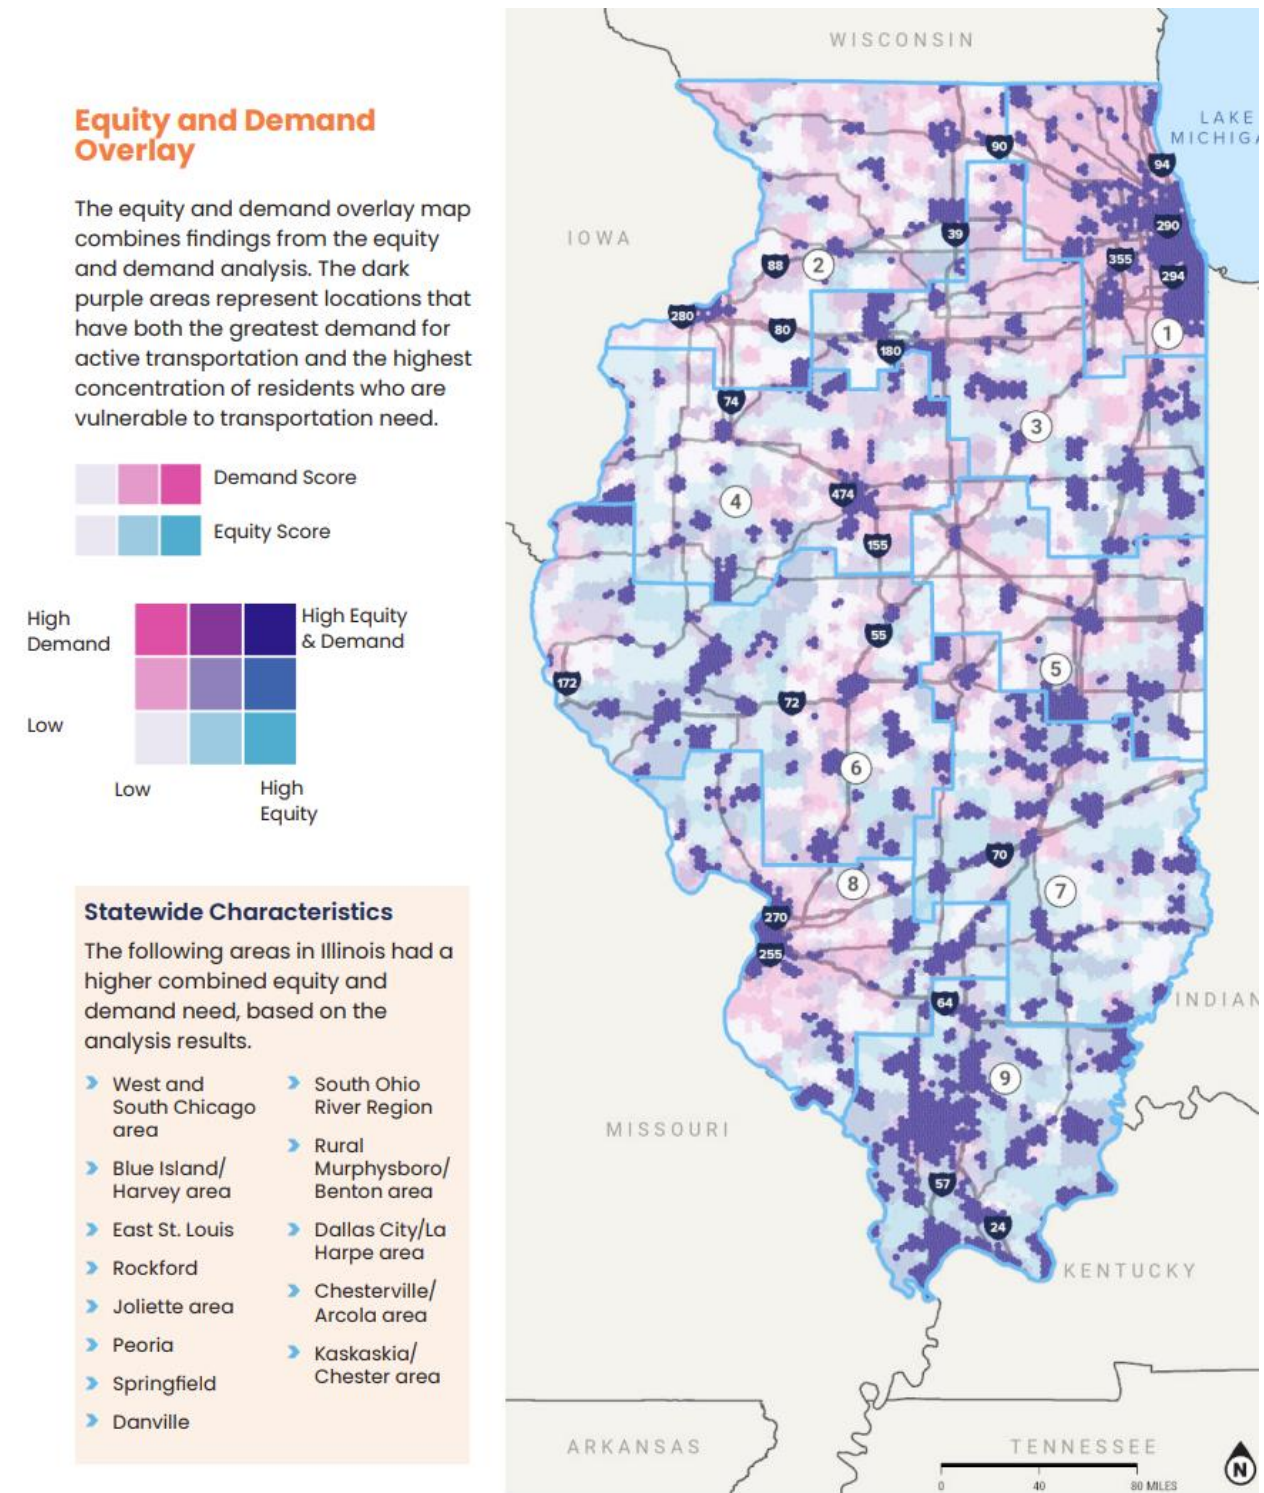 Equity and Demand
Overlay
The equity and demand overlay map
combines findings from the equity
and demand analysis. The dark
purple areas represent locations that
have both the greatest demand for
active transportation and the highest
concentration of residents who are
vulnerable to transportation need.
Demand Score
Equity Score
High
Demand
High Equity
& Demand
Low
Low
High
Equity
Statewide Characteristics
The following areas in Illinois had a
higher combined equity and
demand need, based on the
analysis results.
West and
South Chicago
area
Blue Island/
Harvey area
East St. Louis
Rockford
Joliette area
Peoria
Springfield
Danville
South Ohio
River Region
Rural
Murphysboro/
Benton area
Dallas City/La
Harpe area
Chesterville/
Arcola area
Kaskaskia/
Chester area
WISCONSIN
LAKE
MICHIGA
IOWA
90
94
290
39
355
88
2
294
280
80
1
180
74
3
474
4
155
55
5
172
72
6
70
8
7
270
255
64
INDIAN
9
MISSOURI
57
24
KENTUCKY
ARKANSAS
TENNESSEE
0
40
80 MILES
N